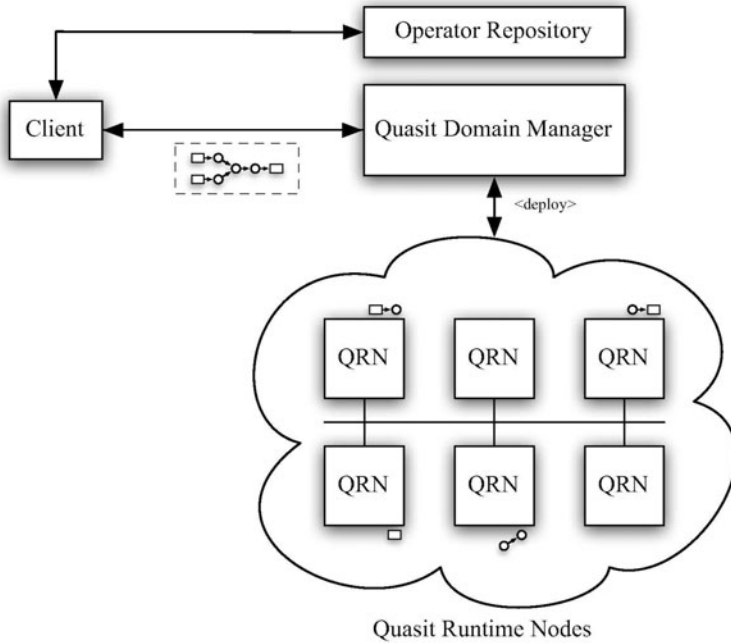 Operator Repository
Client
Quasit Domain Manager
<deploy>
QRN
QRN
QRN
QRN
QRN
QRN
Quasit Runtime Nodes